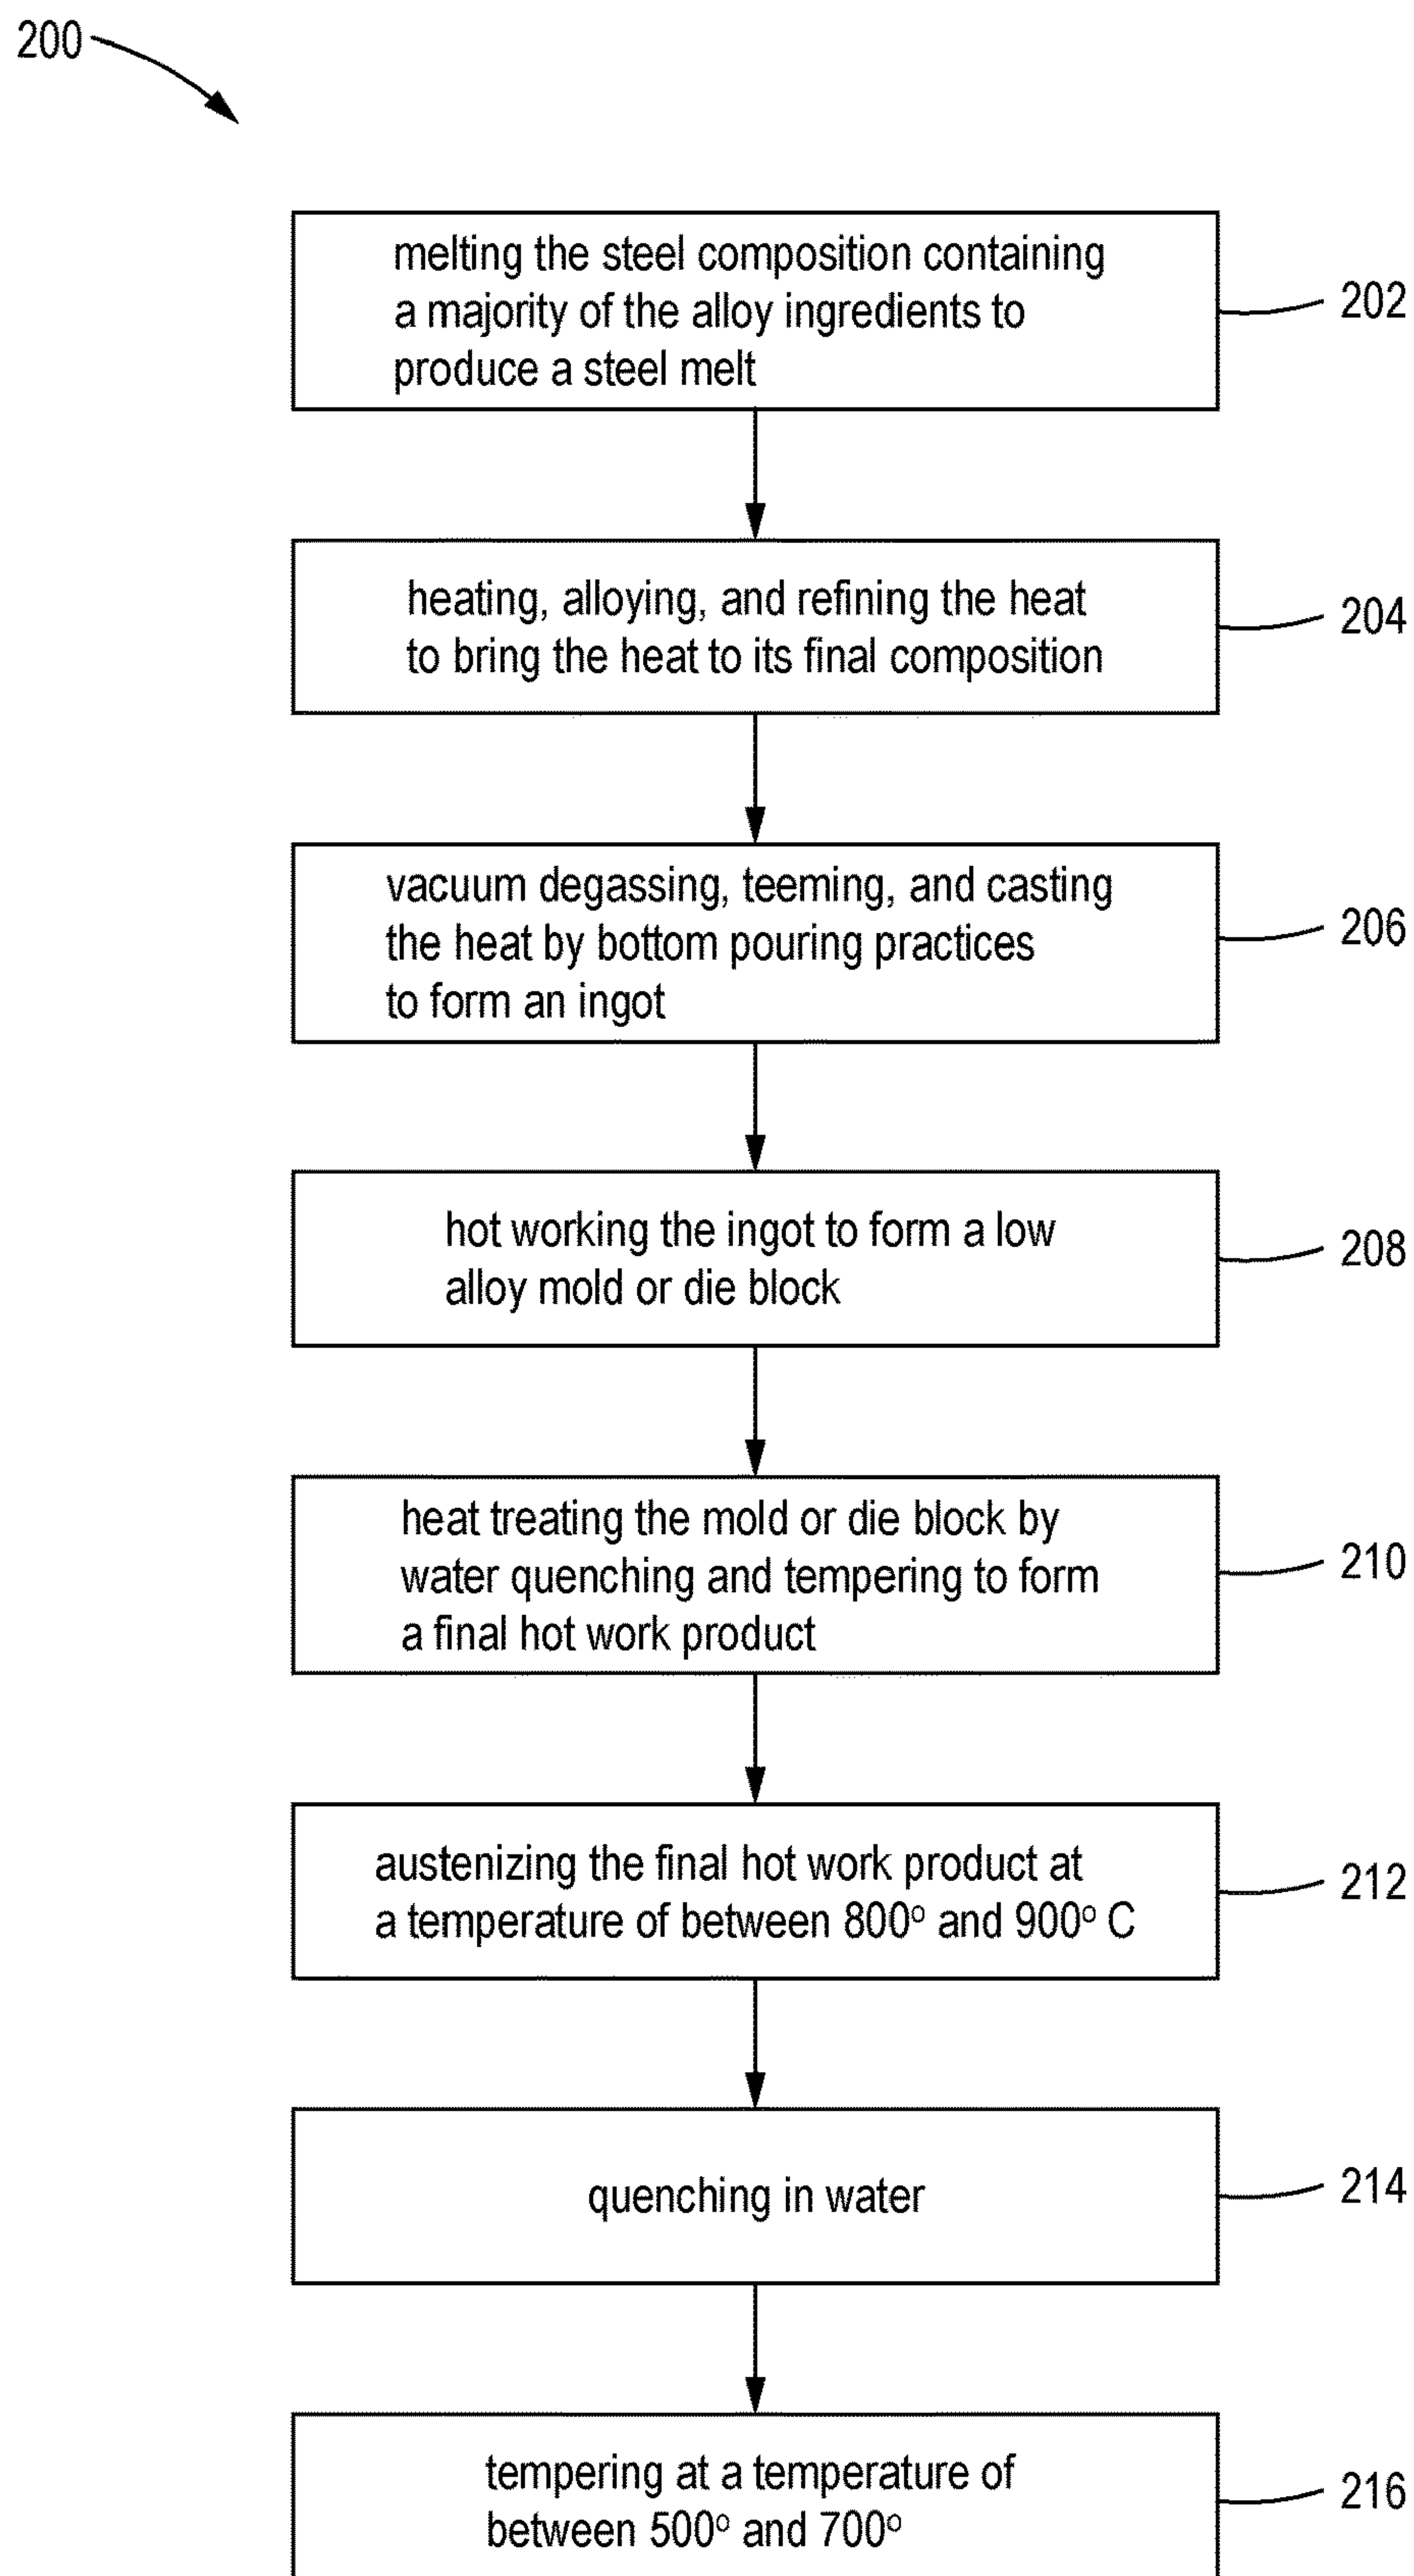 200
melting the steel composition containing
a majority of the alloy ingredients to
produce a steel melt
202
heating, alloying, and refining the heat
to bring the heat to its final composition
204
vacuum degassing, teeming, and casting
the heat by bottom pouring practices
to form an ingot
206
hot working the ingot to form a low
alloy mold or die block
208
heat treating the mold or die block by
water quenching and tempering to form
a final hot work product
210
austenizing the final hot work product at
a temperature of between 800° and 900° C
212
quenching in water
214
tempering at a temperature of
between 500° and 700°
216